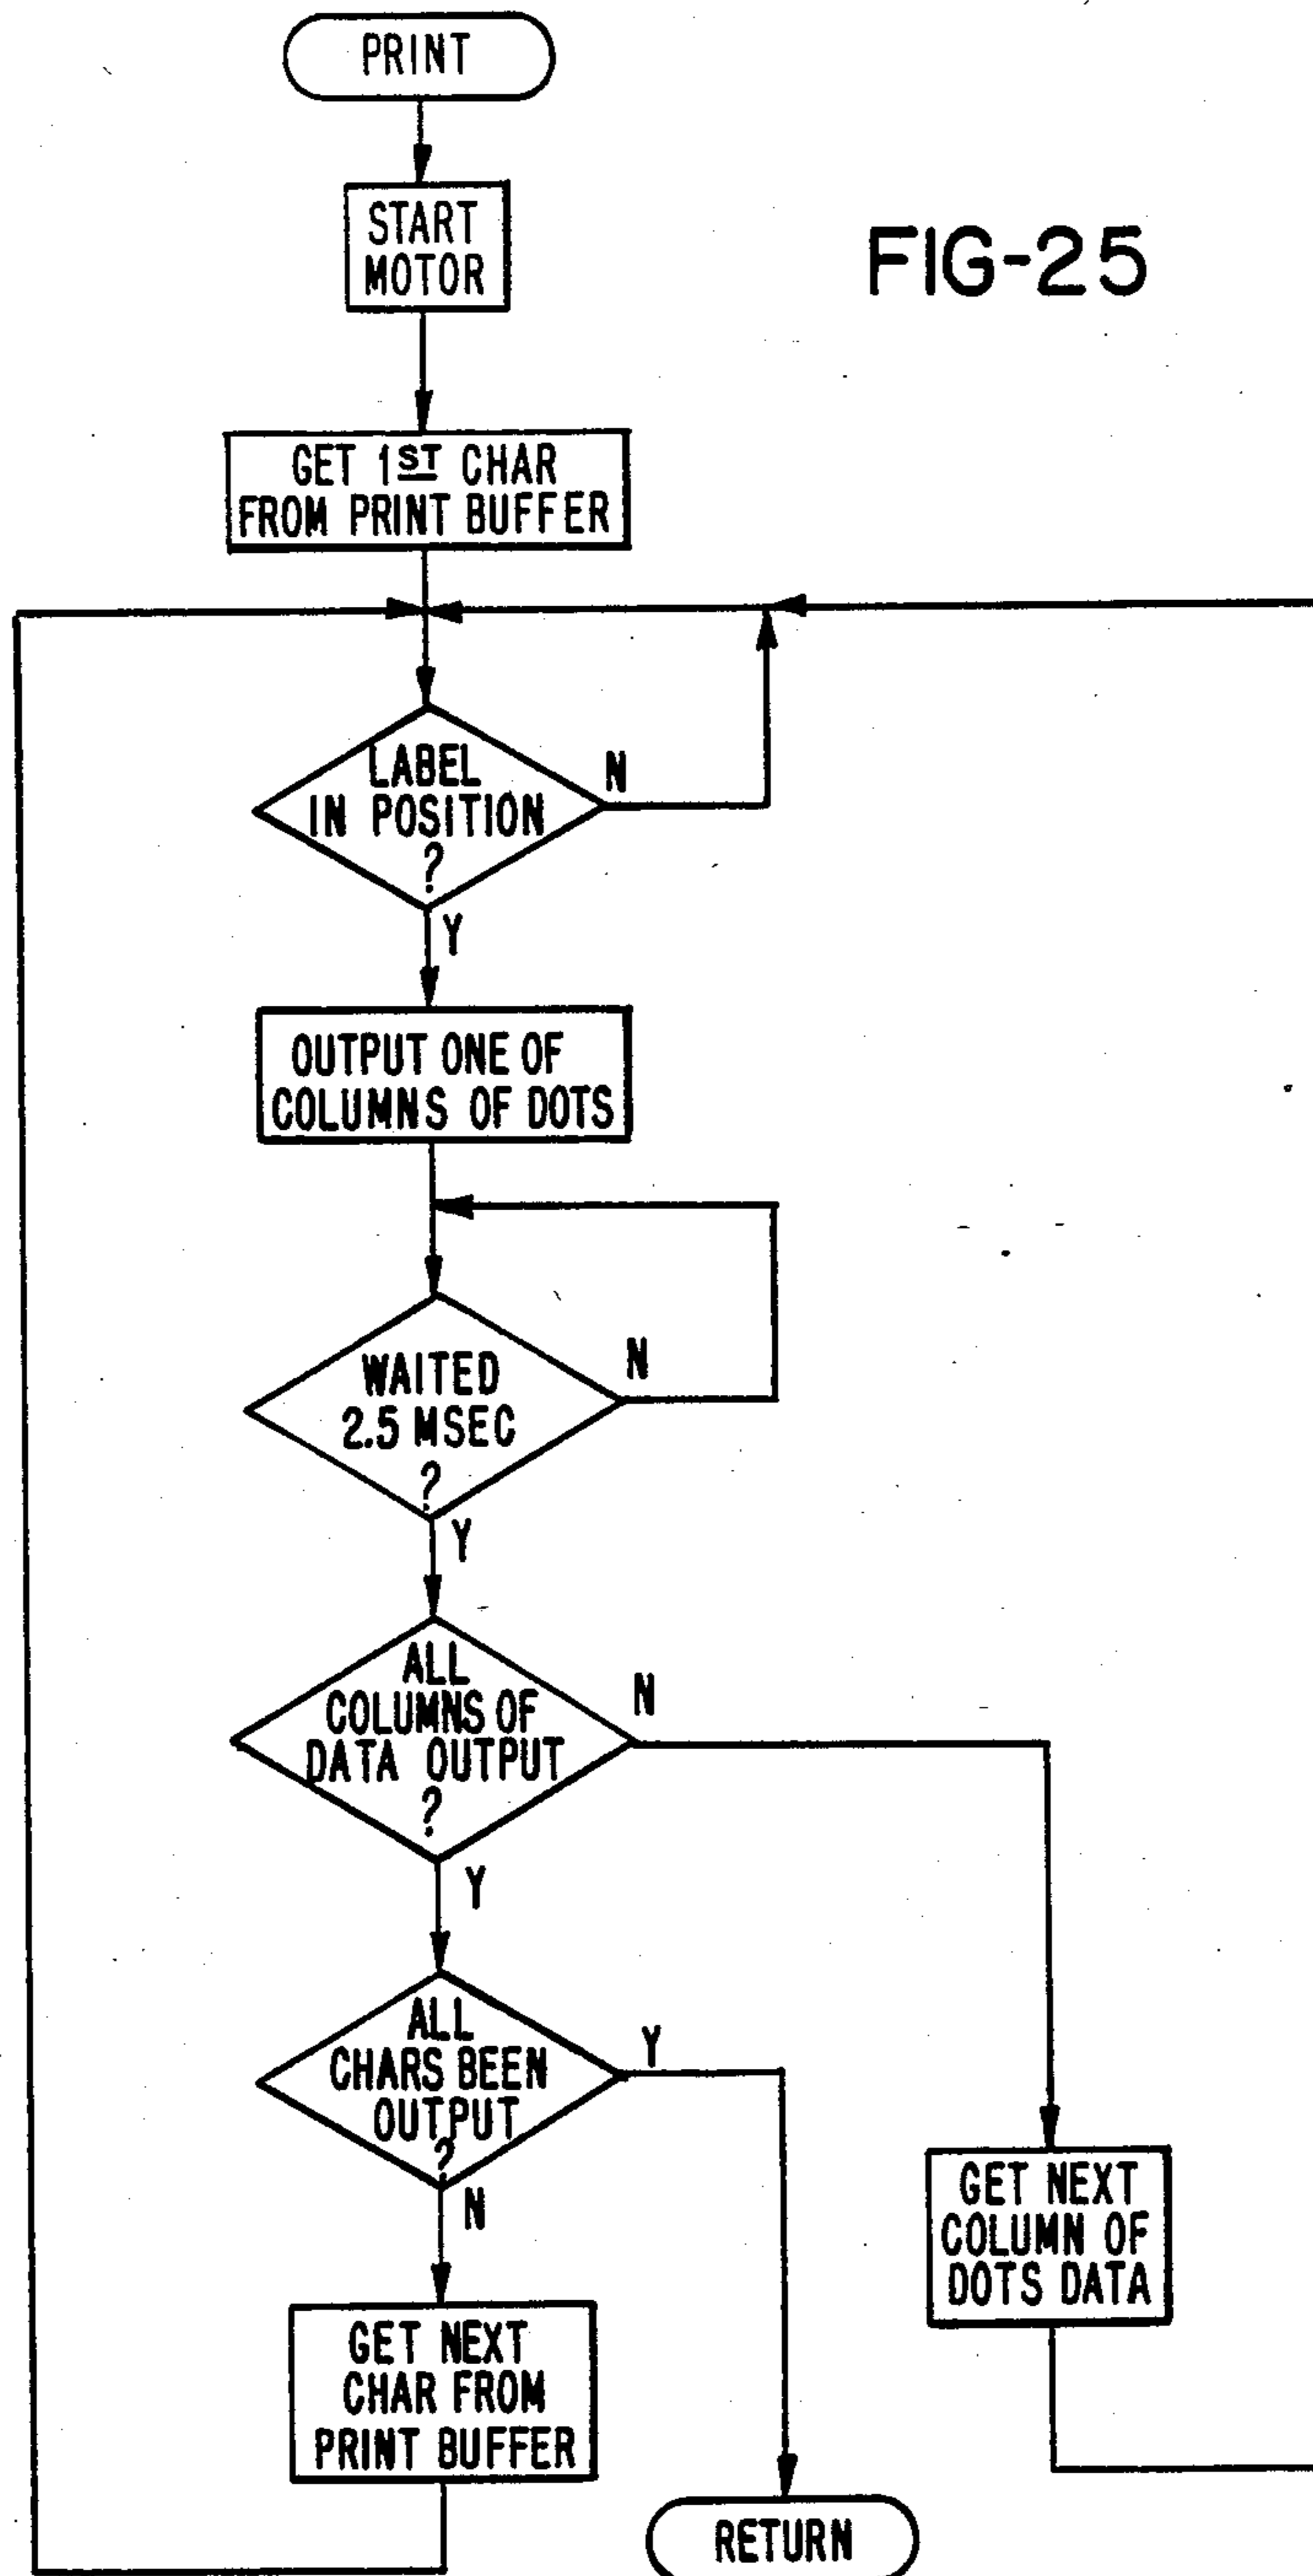 PRINT
START
MOTOR
FIG-25
GET 1ST CHAR
FROM PRINT BUFFER
LABEL
IN POSITION
?
N
Y
OUTPUT ONE OF
COLUMNS OF DOTS
WAITED
2.5 MSEC
?
N
Y
ALL
COLUMNS OF
DATA OUTPUT
?
N
Y
ALL
CHARS BEEN
OUTPUT
?
Y
N
GET NEXT
COLUMN OF
DOTS DATA
GET NEXT
CHAR FROM
PRINT BUFFER
RETURN